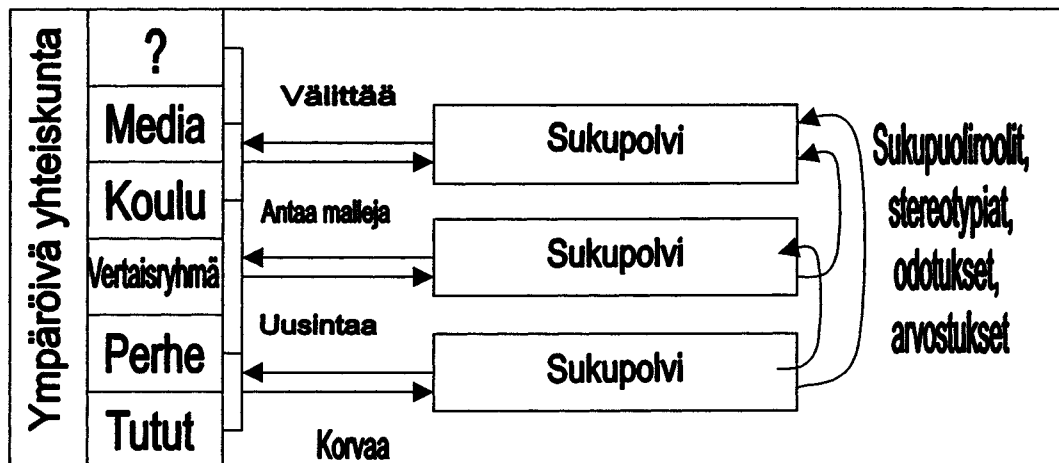 Ympäröivä yhteiskunta
?
Media
Koulu
Vertaisryhmä
Perhe
Tutut
Välittää
Antaa malleja
Uusintaa
Korvaa
Sukupolvi
Sukupolvi
Sukupolvi
Sukupuoliroolit,
stereotypiat,
odotukset,
arvostukset